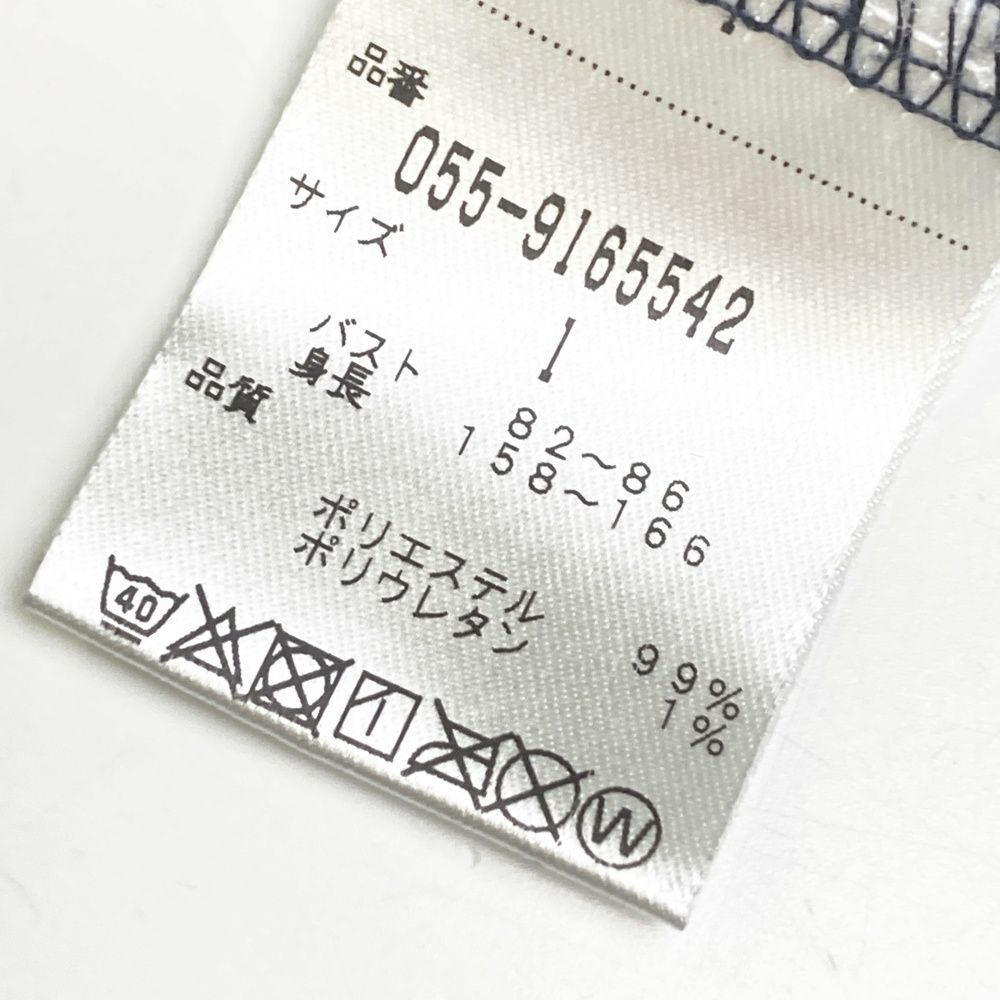 品番
055-9165542
サイズ
1
バスト 82～86
身長 158～166
品質
ポリエステル 99%
ポリウレタン 1%
40
W